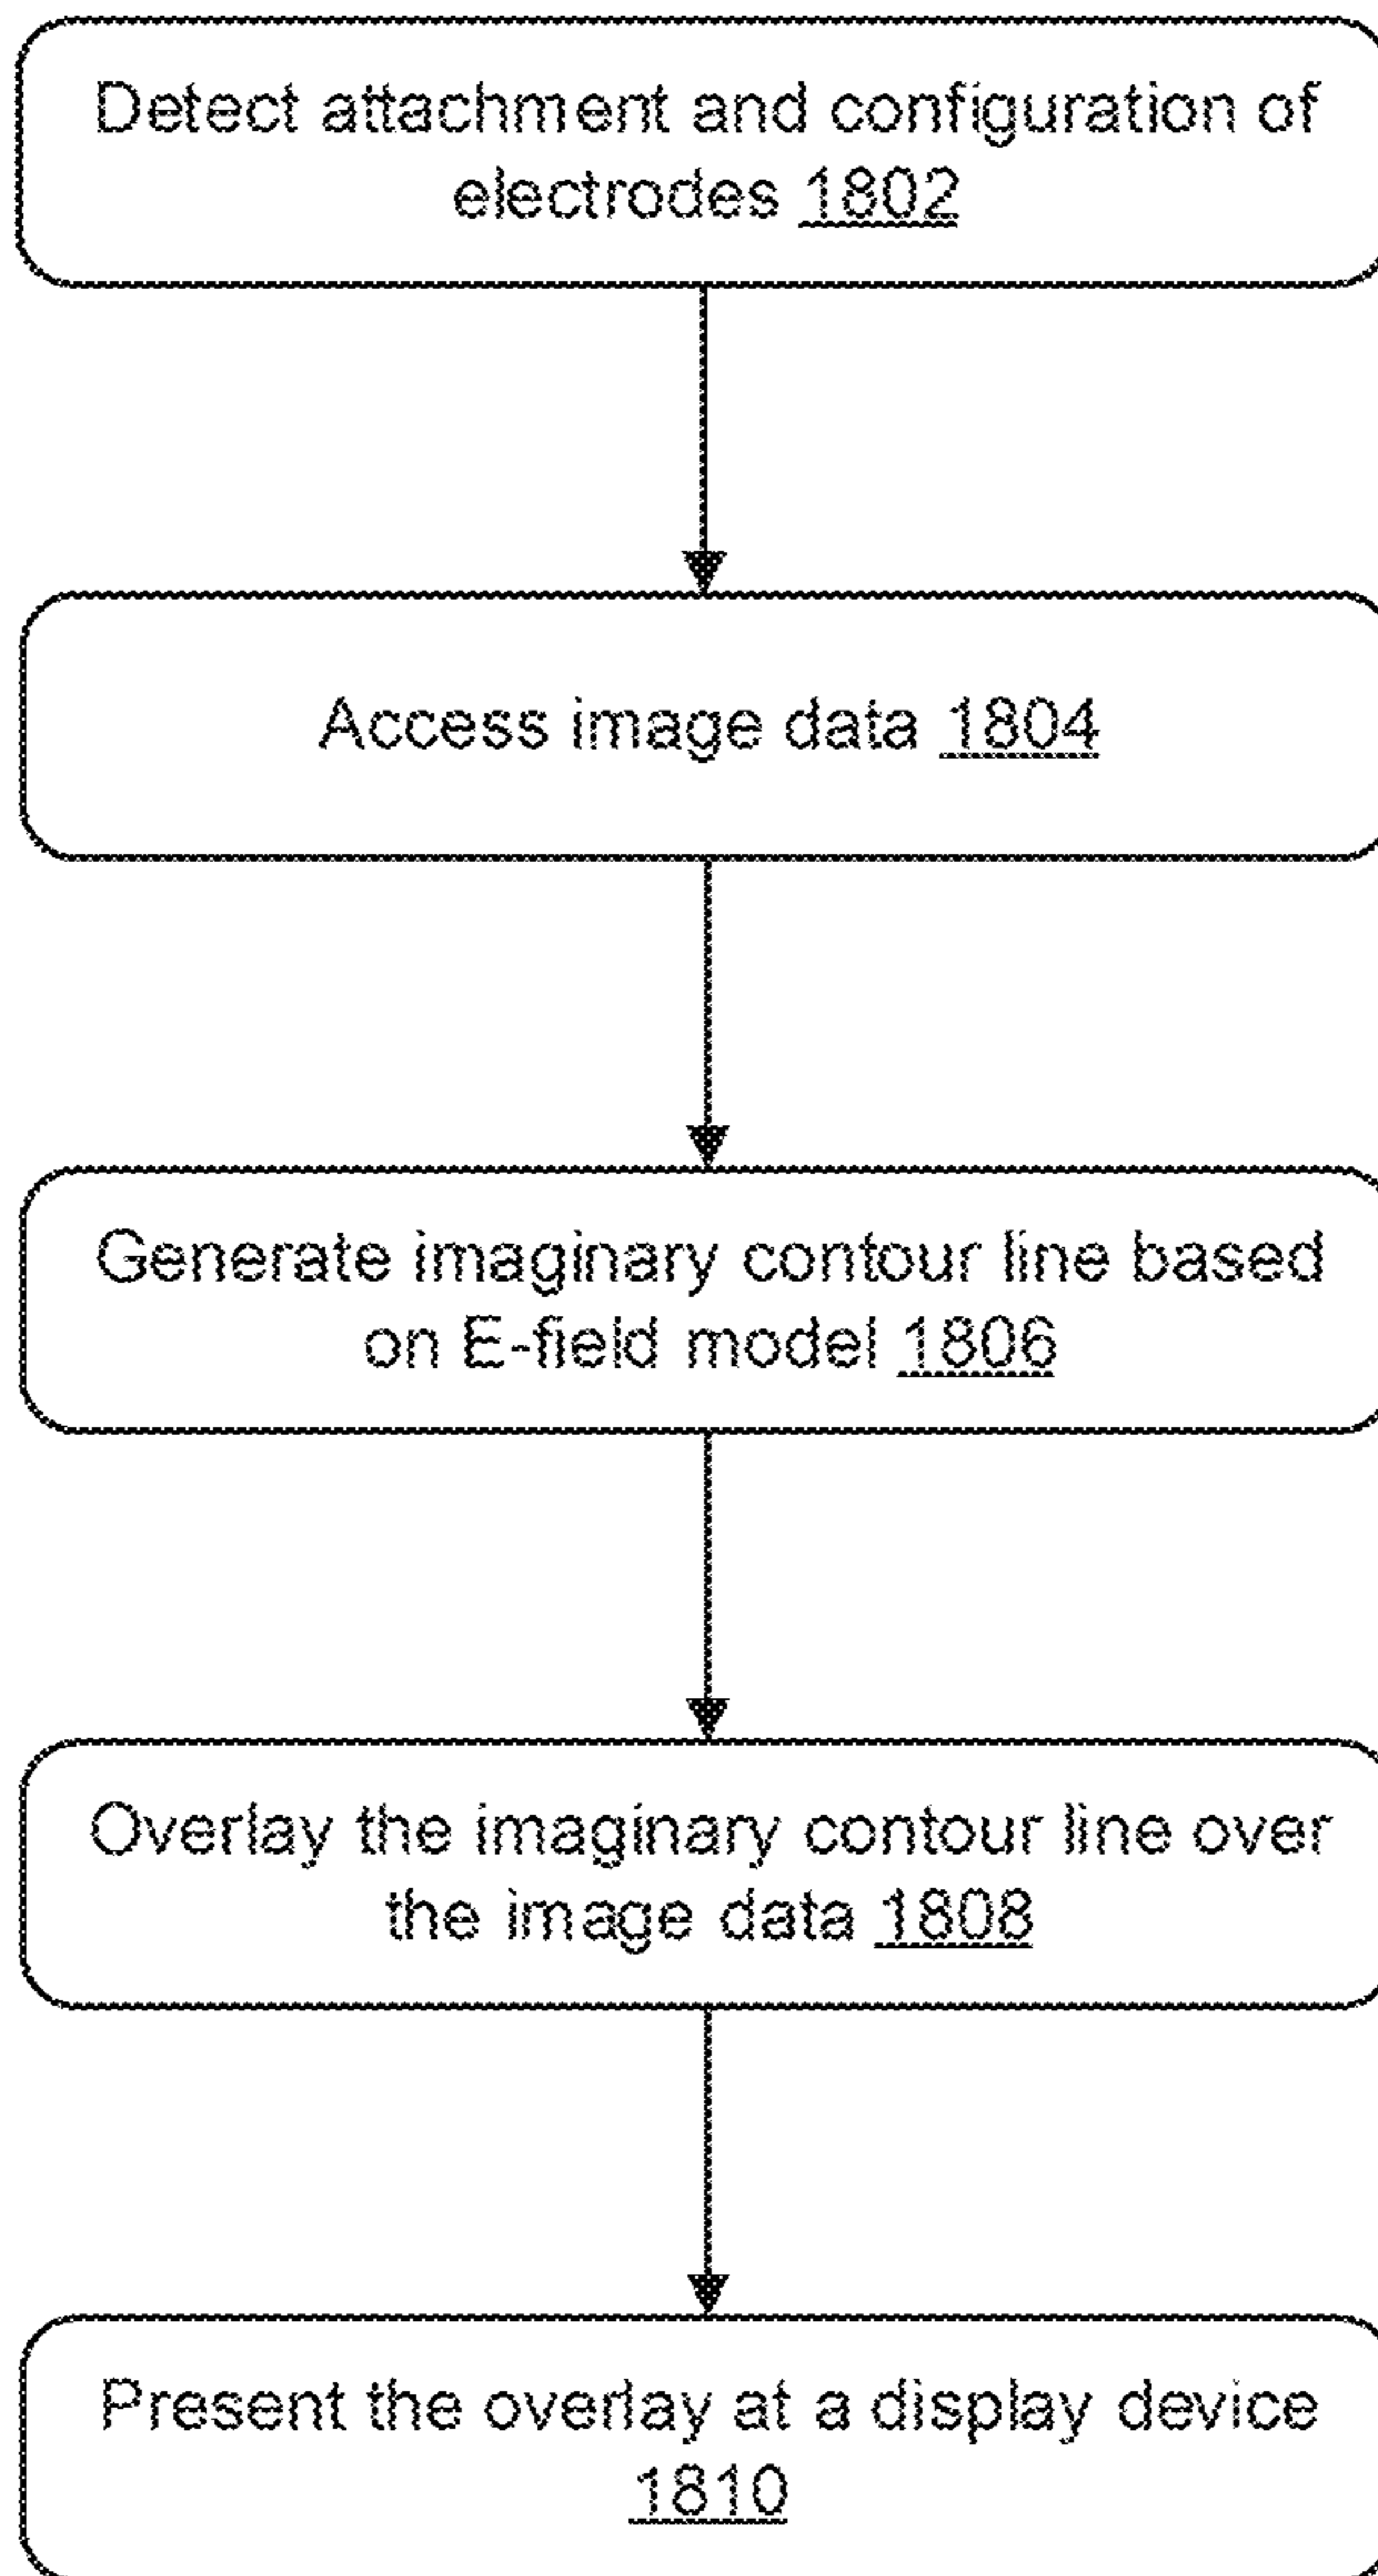 Detect attachment and configuration of
electrodes 1802
Access image data 1804
Generate imaginary contour line based
on E-field model 1806
Overlay the imaginary contour line over
the image data 1808
Present the overlay at a display device
1810